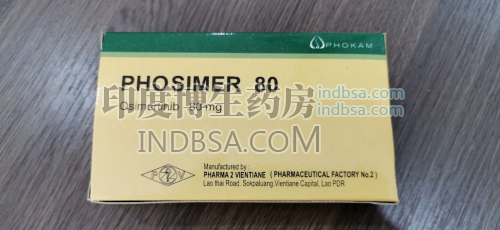 PHOKAM
PHOSIMER 80
Osimertinib 80 mg
印度博生药房
indbsa.com
indbsa.com
INDBSA.COM
Manufactured by :
PHARMA 2 VIENTIANE ( PHARMACEUTICAL FACTORY No.2 )
Lao thai Road, Sokpaluang,Vientiane Capital, Lao PDR